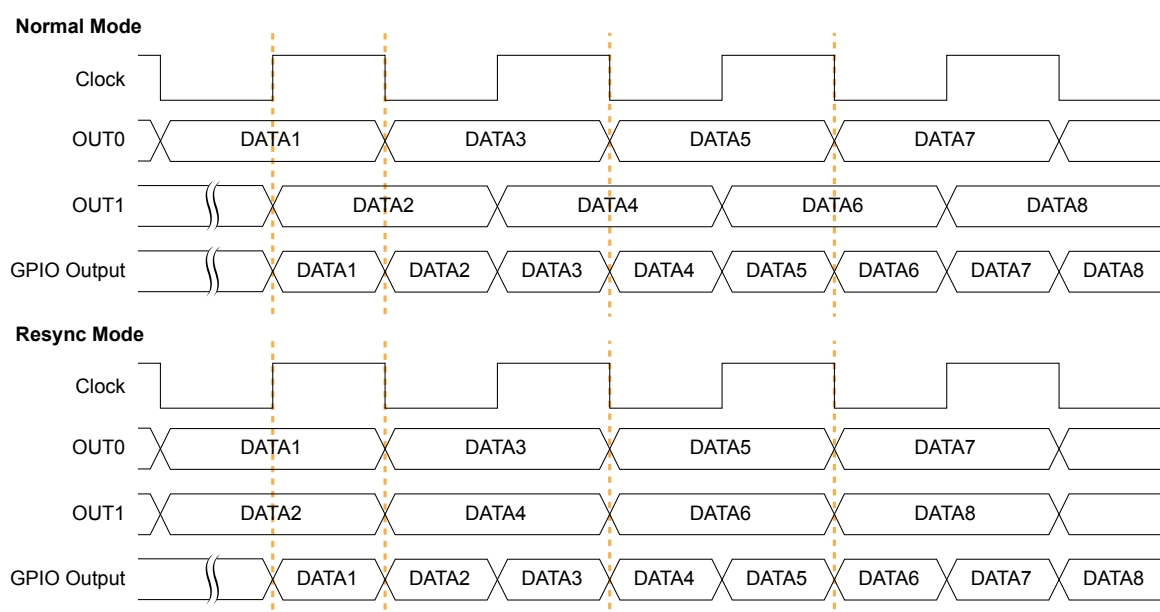 Normal Mode
Clock
OUT0 DATA1 DATA3 DATA5 DATA7
OUT1 DATA2 DATA4 DATA6 DATA8
GPIO Output DATA1 DATA2 DATA3 DATA4 DATA5 DATA6 DATA7 DATA8
Resync Mode
Clock
OUT0 DATA1 DATA3 DATA5 DATA7
OUT1 DATA2 DATA4 DATA6 DATA8
GPIO Output DATA1 DATA2 DATA3 DATA4 DATA5 DATA6 DATA7 DATA8